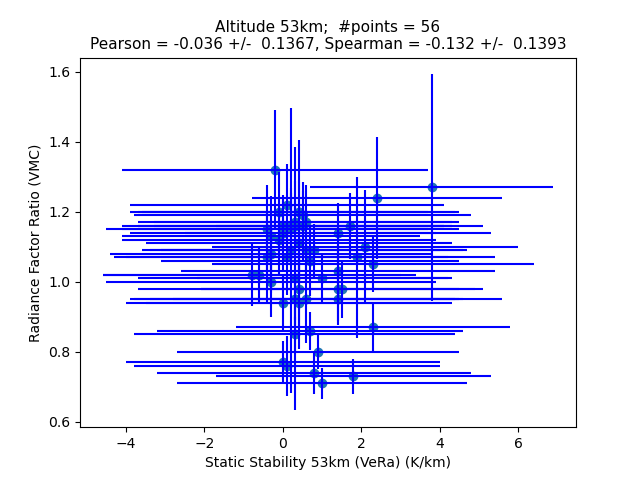 Altitude 53km;  #points = 56
Pearson = -0.036 +/-  0.1367, Spearman = -0.132 +/-  0.1393
Radiance Factor Ratio (VMC)
1.6
1.4
1.2
1.0
0.8
0.6
−4 −2 0 2 4 6
Static Stability 53km (VeRa) (K/km)